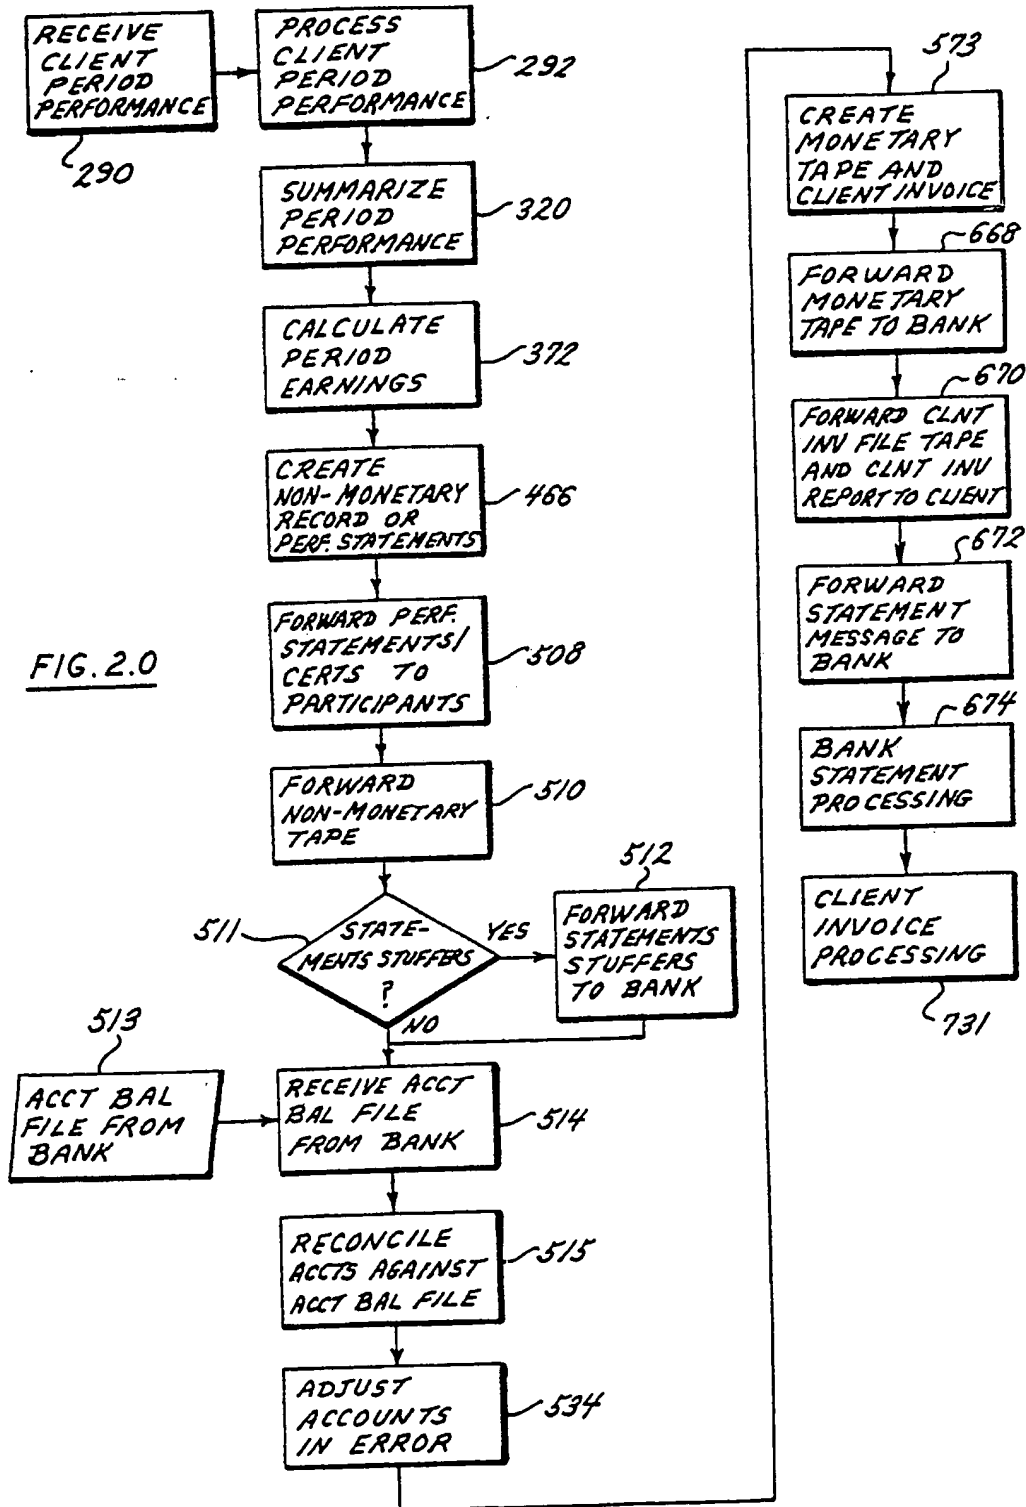 RECEIVE
CLIENT
PERIOD
PERFORMANCE
290
PROCESS
CLIENT
PERIOD
PERFORMANCE
292
SUMMARIZE
PERIOD
PERFORMANCE
320
CALCULATE
PERIOD
EARNINGS
372
CREATE
NON-MONETARY
RECORD OR
PERF. STATEMENTS
466
FORWARD PERF.
STATEMENTS/
CERTS TO
PARTICIPANTS
508
FIG. 2.0
FORWARD
NON-MONETARY
TAPE
510
511
STATE-
MENTS STUFFERS
?
YES
NO
512
FORWARD
STATEMENTS
STUFFERS
TO BANK
513
ACCT BAL
FILE FROM
BANK
RECEIVE ACCT
BAL FILE
FROM BANK
514
RECONCILE
ACCTS AGAINST
ACCT BAL FILE
515
ADJUST
ACCOUNTS
IN ERROR
534
573
CREATE
MONETARY
TAPE AND
CLIENT INVOICE
668
FORWARD
MONETARY
TAPE TO BANK
670
FORWARD CLNT
INV FILE TAPE
AND CLNT INV
REPORT TO CLIENT
672
FORWARD
STATEMENT
MESSAGE TO
BANK
674
BANK
STATEMENT
PROCESSING
CLIENT
INVOICE
PROCESSING
731